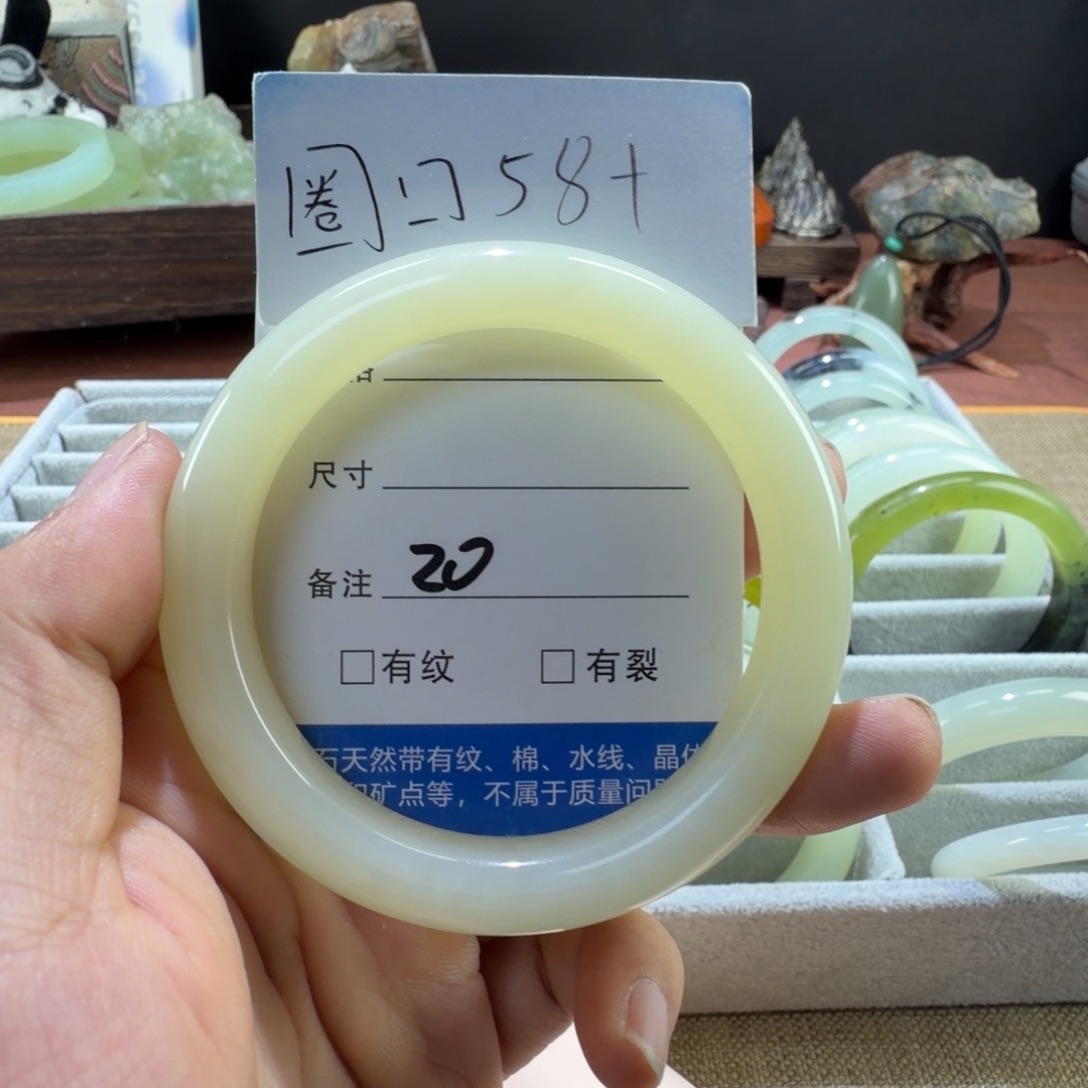 圈口58+
尺寸
备注 20
□有纹 □有裂
石天然带有纹、棉、水线、晶体
矿点等，不属于质量问题